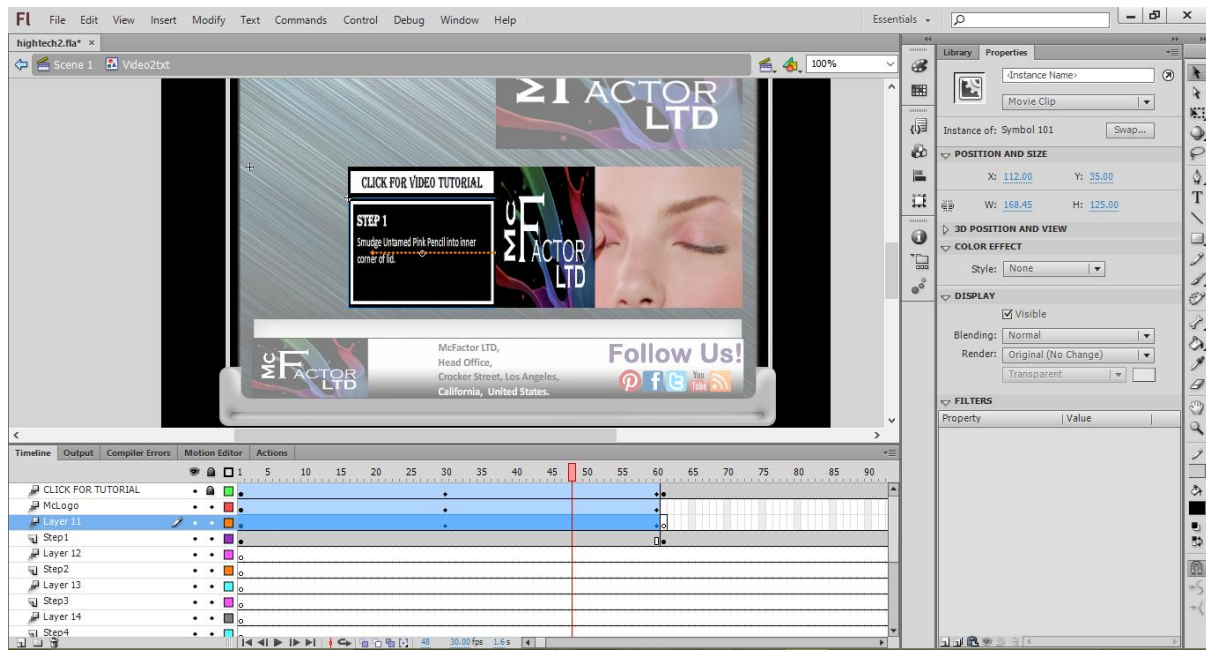 Fl File Edit View Insert Modify Text Commands Control Debug Window Help Essentials
hightech2.fla* ×
Scene 1 Video2txt 100%
ΣI ACTOR
LTD
CLICK FOR VIDEO TUTORIAL
STEP 1
Smudge Untamed Pink Pencil into inner
corner of lid.
MC FACTOR
LTD
MC FACTOR
LTD
McFactor LTD,
Head Office,
Crocker Street, Los Angeles,
California, United States.
Follow Us!
You
Tube
Library Properties
<Instance Name>
Movie Clip
Instance of: Symbol 101 Swap...
POSITION AND SIZE
X: 112.00 Y: 35.00
W: 168.45 H: 125.00
3D POSITION AND VIEW
COLOR EFFECT
Style: None
DISPLAY
Visible
Blending: Normal
Render: Original (No Change)
Transparent
FILTERS
Property Value
Timeline Output Compiler Errors Motion Editor Actions
1 5 10 15 20 25 30 35 40 45 50 55 60 65 70 75 80 85 90
CLICK FOR TUTORIAL
McLogo
Layer 11
Step1
Layer 12
Step2
Layer 13
Step3
Layer 14
Step4
48 30.00 fps 1.6 s